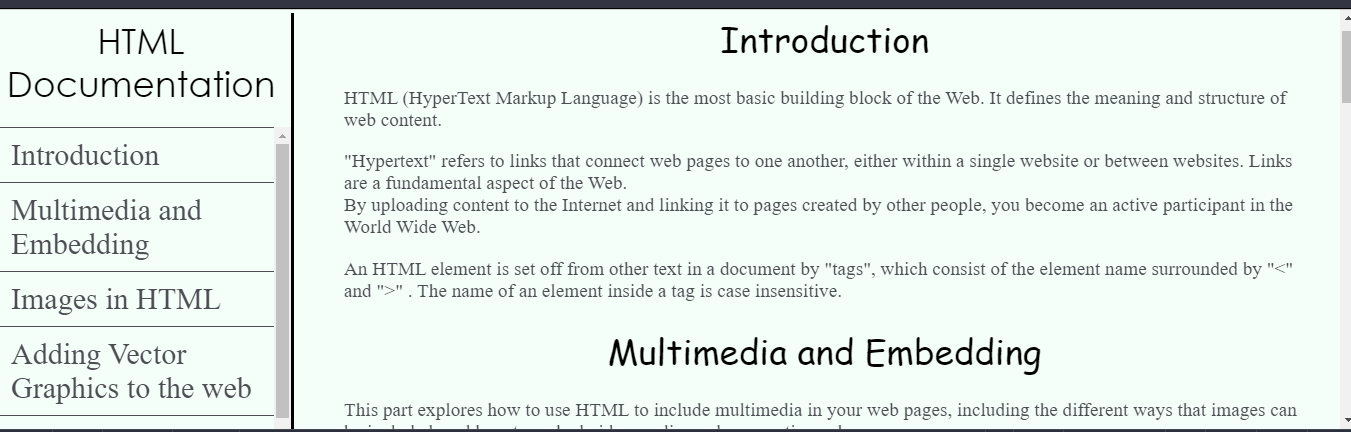 HTML
Documentation
Introduction
Multimedia and
Embedding
Images in HTML
Adding Vector
Graphics to the web
Introduction
HTML (HyperText Markup Language) is the most basic building block of the Web. It defines the meaning and structure of
web content.
"Hypertext" refers to links that connect web pages to one another, either within a single website or between websites. Links
are a fundamental aspect of the Web.
By uploading content to the Internet and linking it to pages created by other people, you become an active participant in the
World Wide Web.
An HTML element is set off from other text in a document by "tags", which consist of the element name surrounded by "<"
and ">" . The name of an element inside a tag is case insensitive.
Multimedia and Embedding
This part explores how to use HTML to include multimedia in your web pages, including the different ways that images can